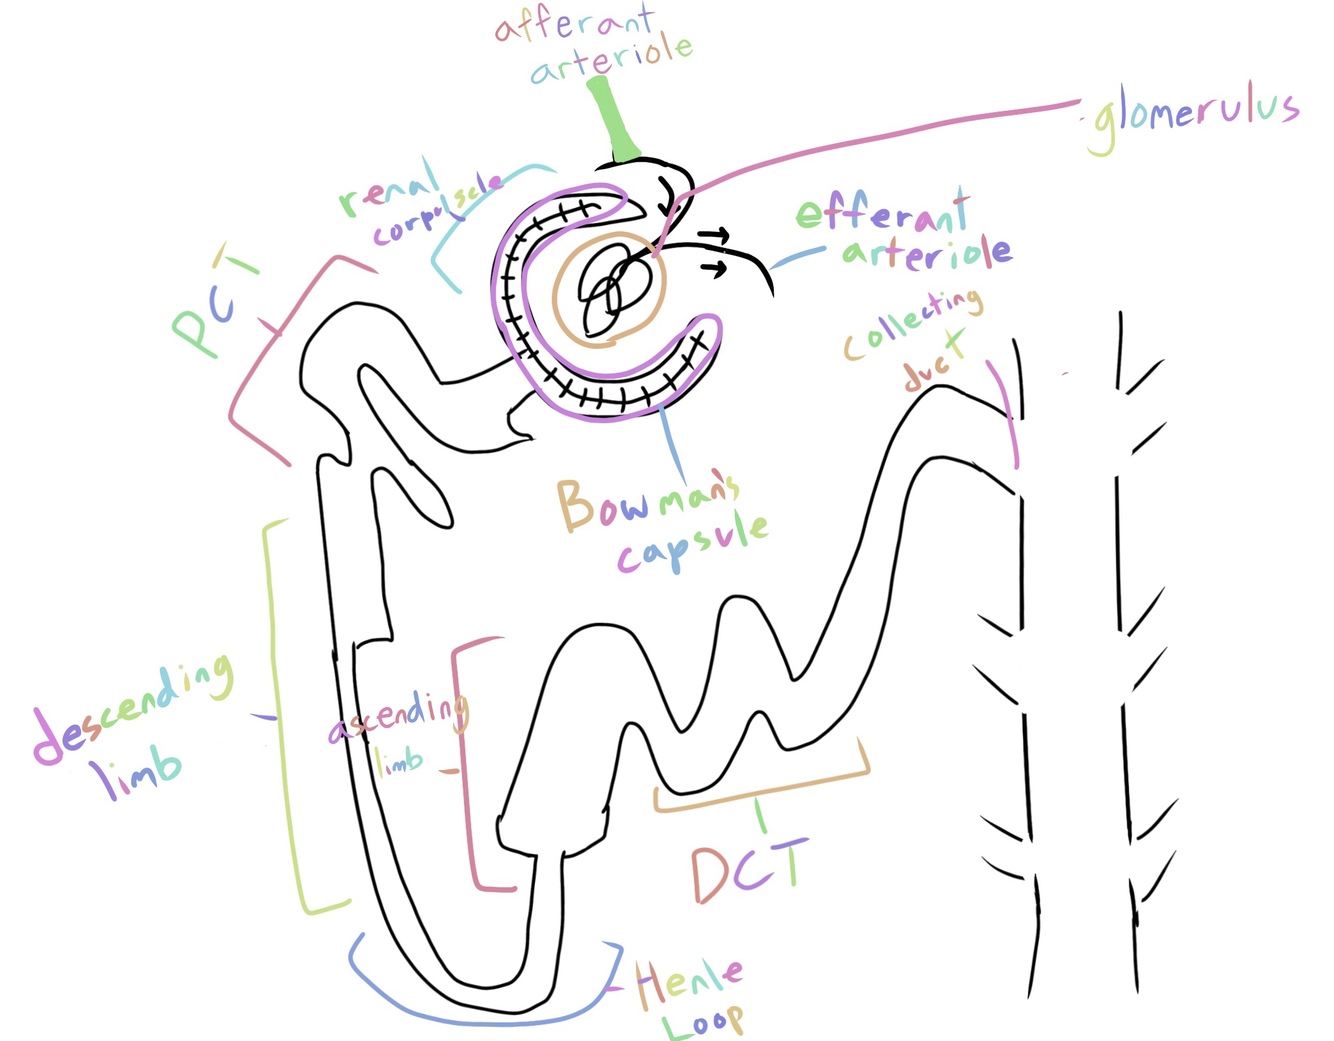 afferant
arteriole
glomerulus
renal
corpuscle
efferant
arteriole
PCT
collecting
duct
Bowman's
capsule
descending
limb
ascending
limb
DCT
Henle
Loop